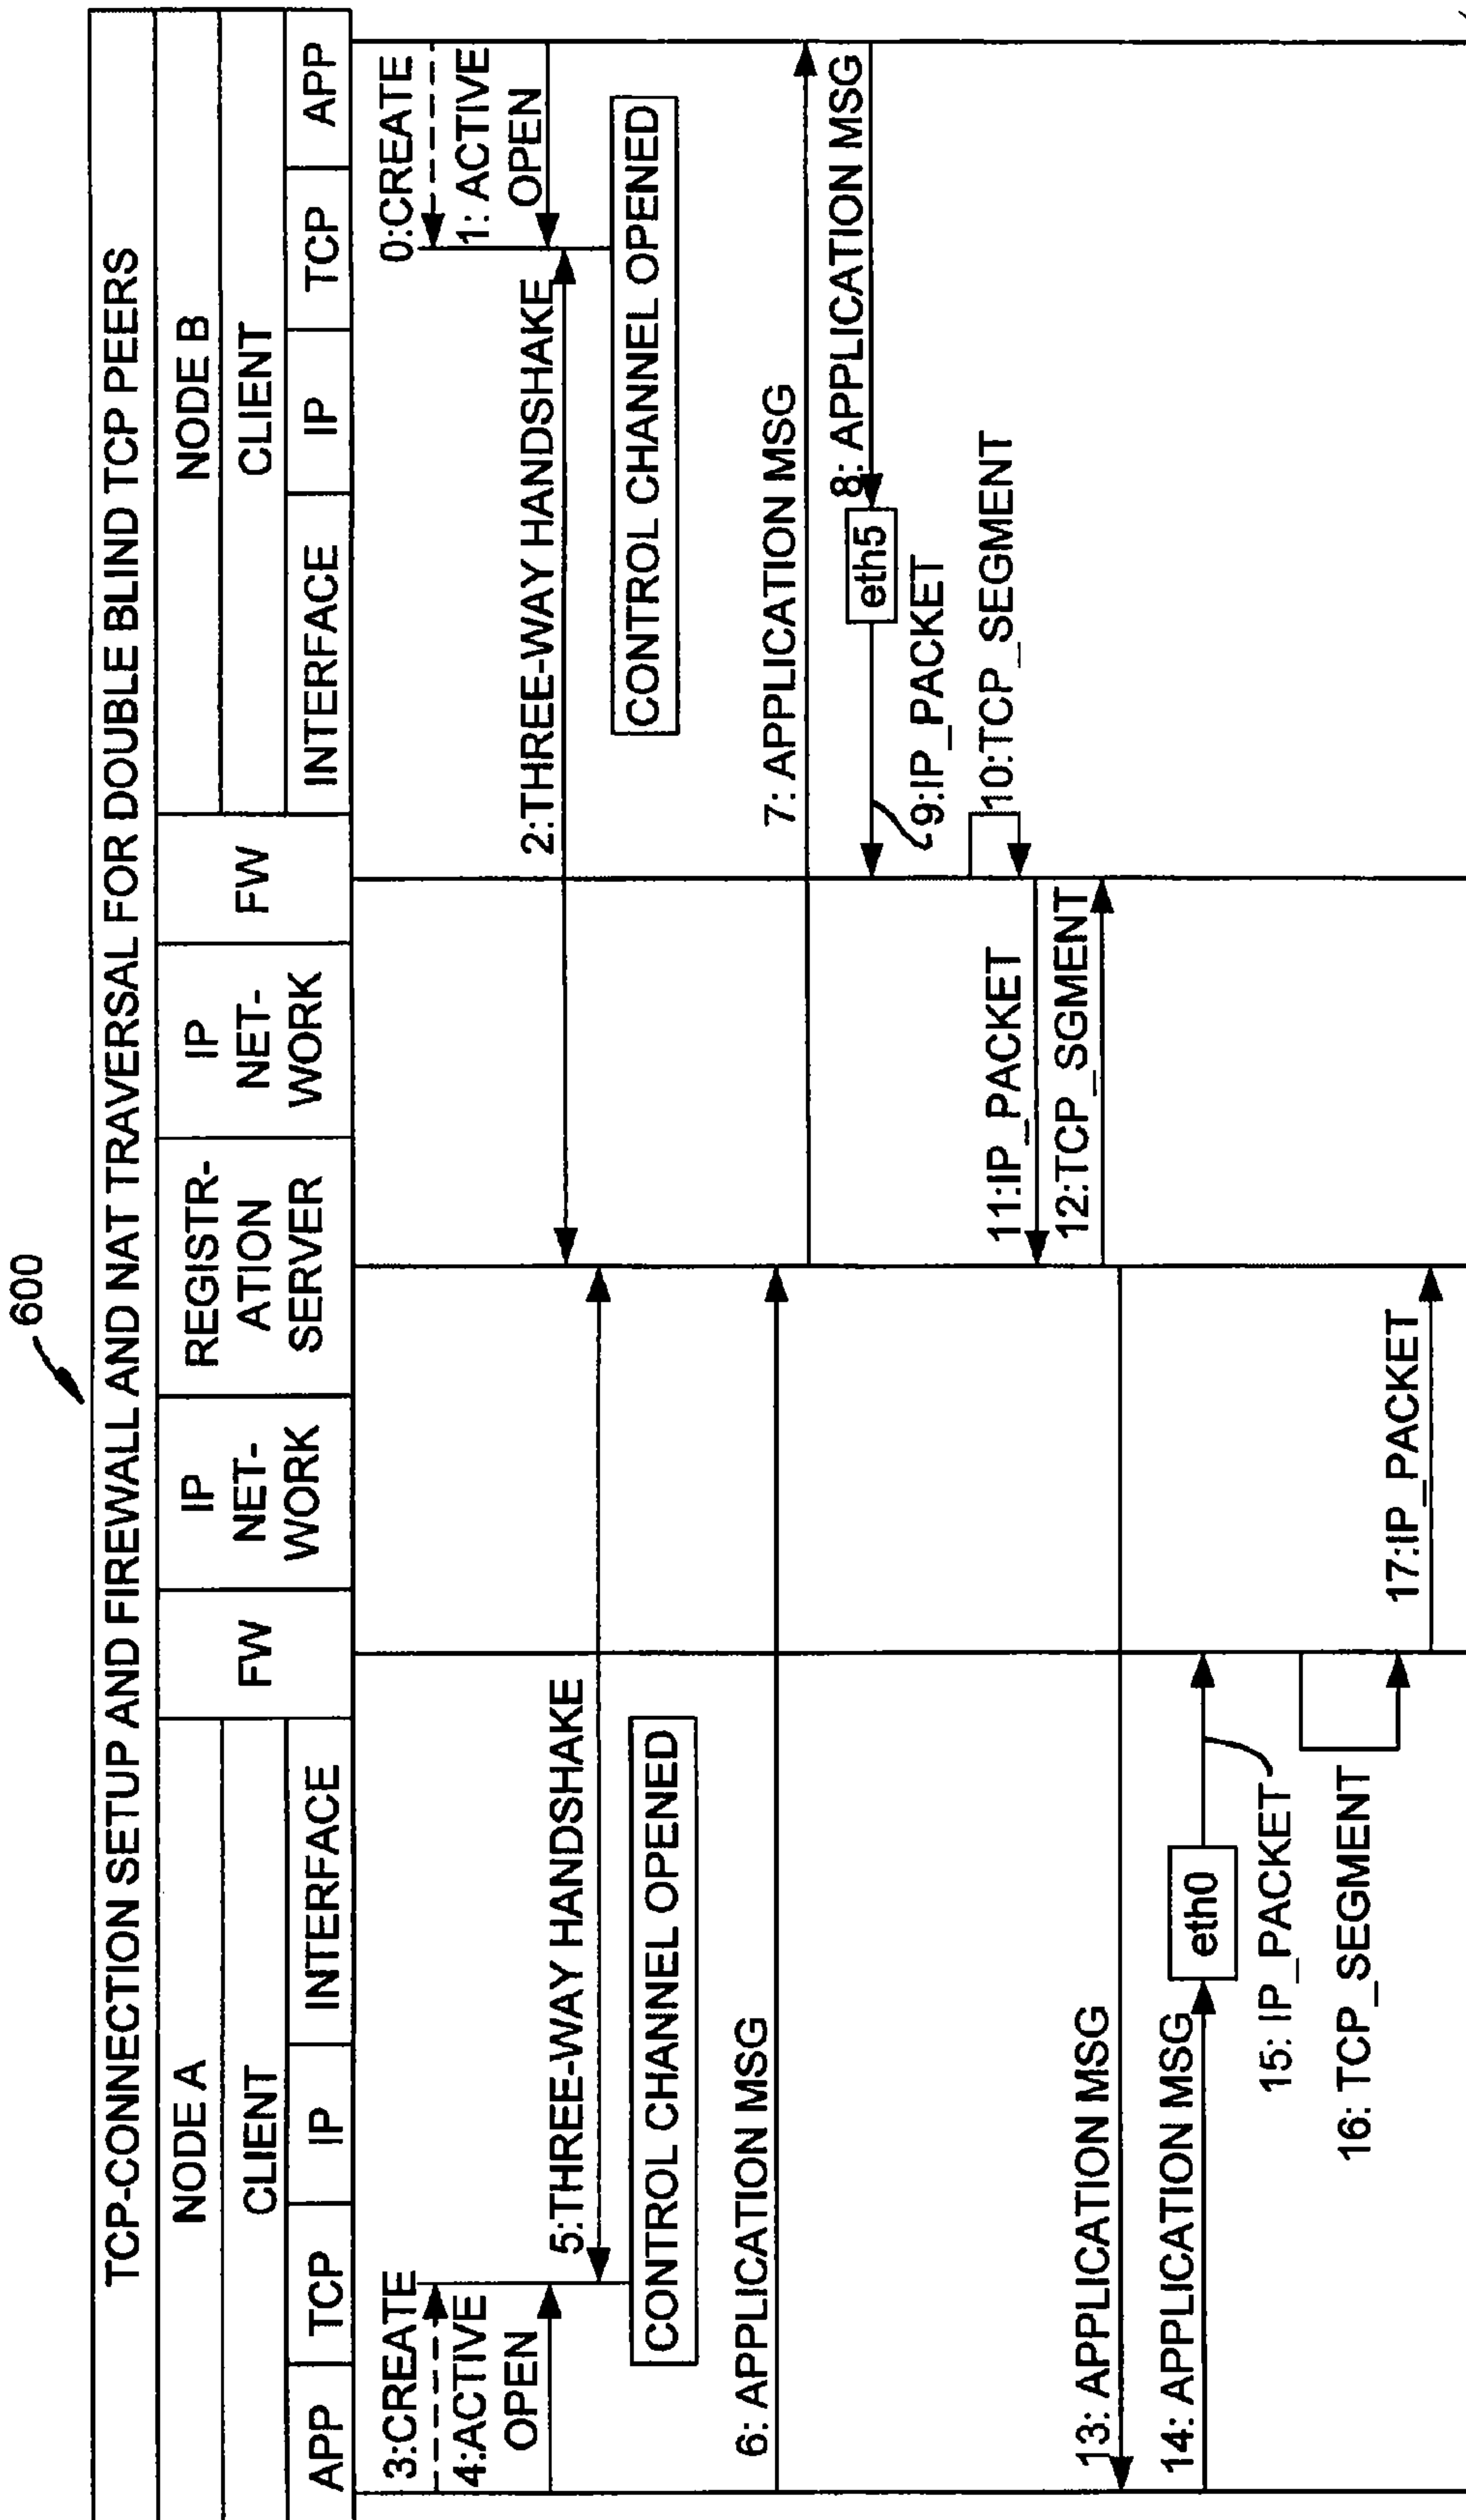 600
TCP-CONNECTION SETUP AND FIREWALL AND NAT TRAVERSAL FOR DOUBLE BLIND TCP PEERS
NODE A
FW
IP
NET-
WORK
REGISTR-
ATION
SERVER
IP
NET-
WORK
FW
NODE B
CLIENT
CLIENT
APP
TCP
IP
INTERFACE
INTERFACE
IP
TCP
APP
0:CREATE
1: ACTIVE
OPEN
2:THREE-WAY HANDSHAKE
CONTROL CHANNEL OPENED
3:CREATE
4:ACTIVE
OPEN
5:THREE-WAY HANDSHAKE
CONTROL CHANNEL OPENED
6: APPLICATION MSG
7: APPLICATION MSG
8: APPLICATION MSG
eth5
9:IP_PACKET
10:TCP_SEGMENT
11:IP_PACKET
12:TCP_SGMENT
13: APPLICATION MSG
14: APPLICATION MSG
eth0
15: IP_PACKET
16: TCP_SEGMENT
17:IP_PACKET